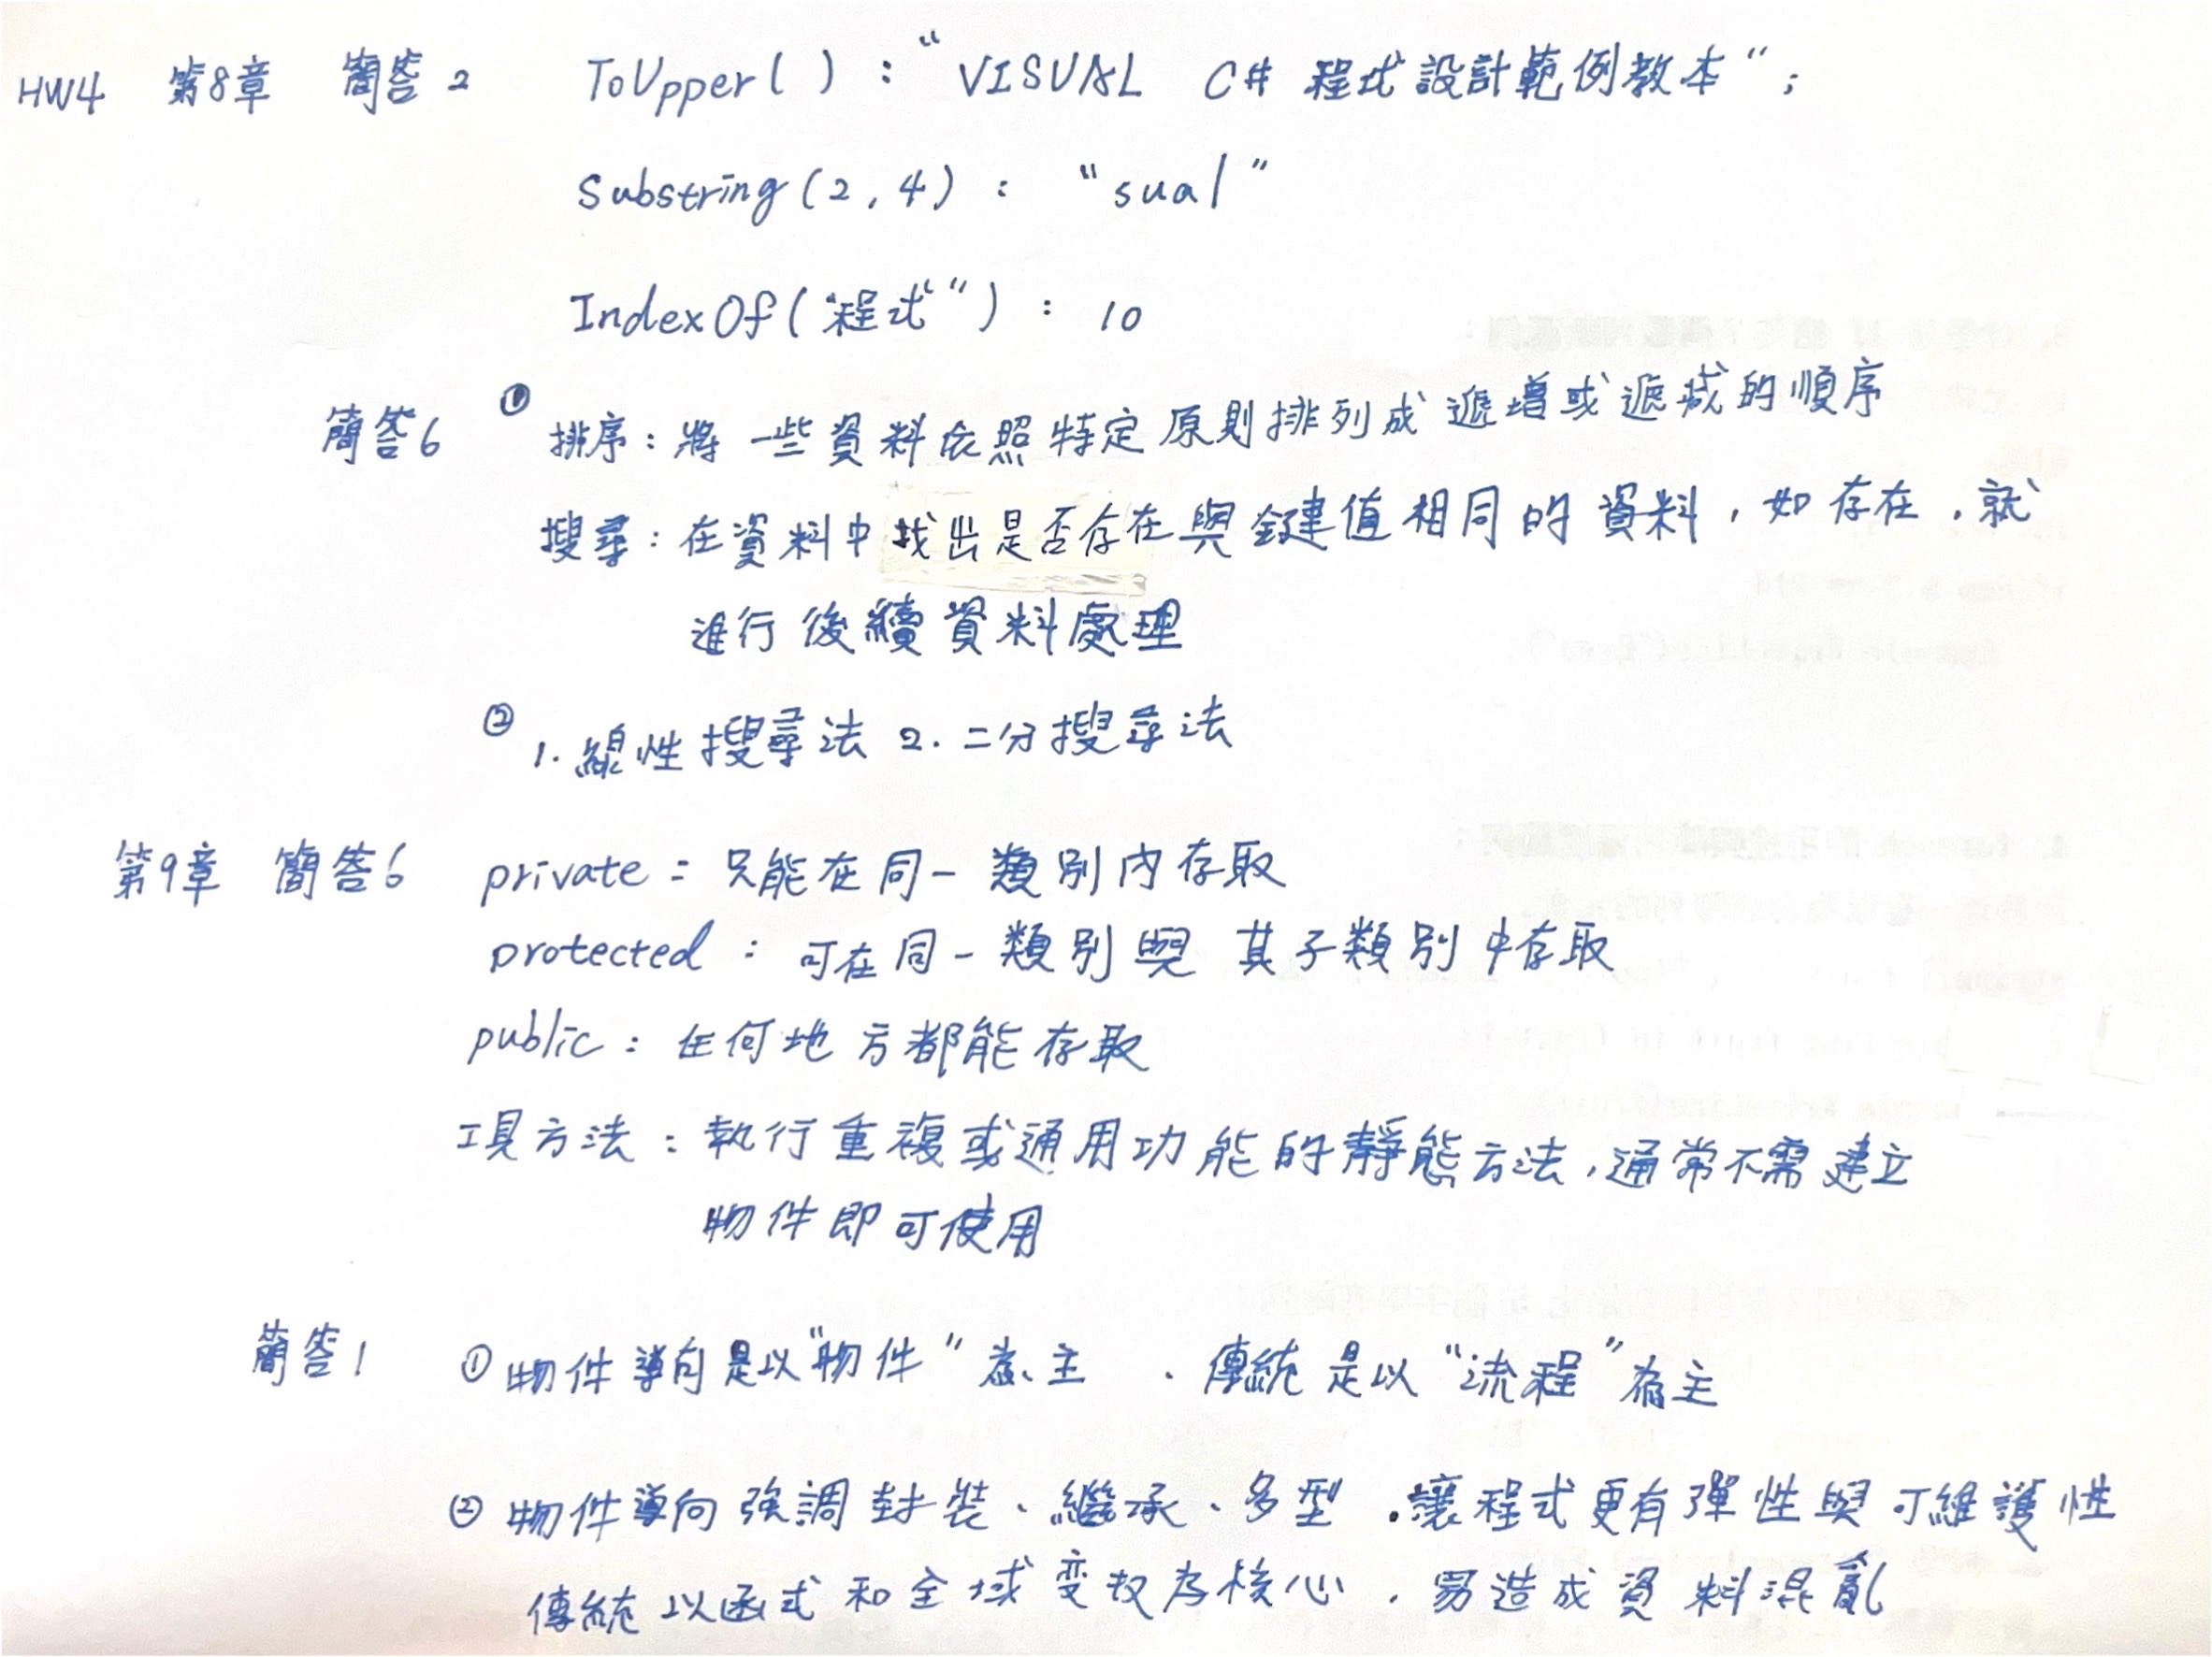 HW4 第8章 簡答2 ToUpper( ) : "VISUAL C# 程式設計範例教本";
Substring(2,4) : "sual"
IndexOf("程式") : 10
簡答6 ① 排序：將一些資料依照特定原則排列成遞增或遞減的順序
搜尋：在資料中找出是否存在與鍵值相同的資料，如存在，就
進行後續資料處理
② 1. 線性搜尋法 2. 二分搜尋法
第9章 簡答6 private : 只能在同一類別內存取
protected : 可在同一類別與其子類別中存取
public : 任何地方都能存取
工具方法：執行重複或通用功能的靜態方法，通常不需建立
物件即可使用
簡答1 ① 物件導向是以"物件"為主、傳統是以"流程"為主
② 物件導向強調封裝、繼承、多型，讓程式更有彈性與可維護性
傳統以函式和全域变数為核心，易造成資料混亂